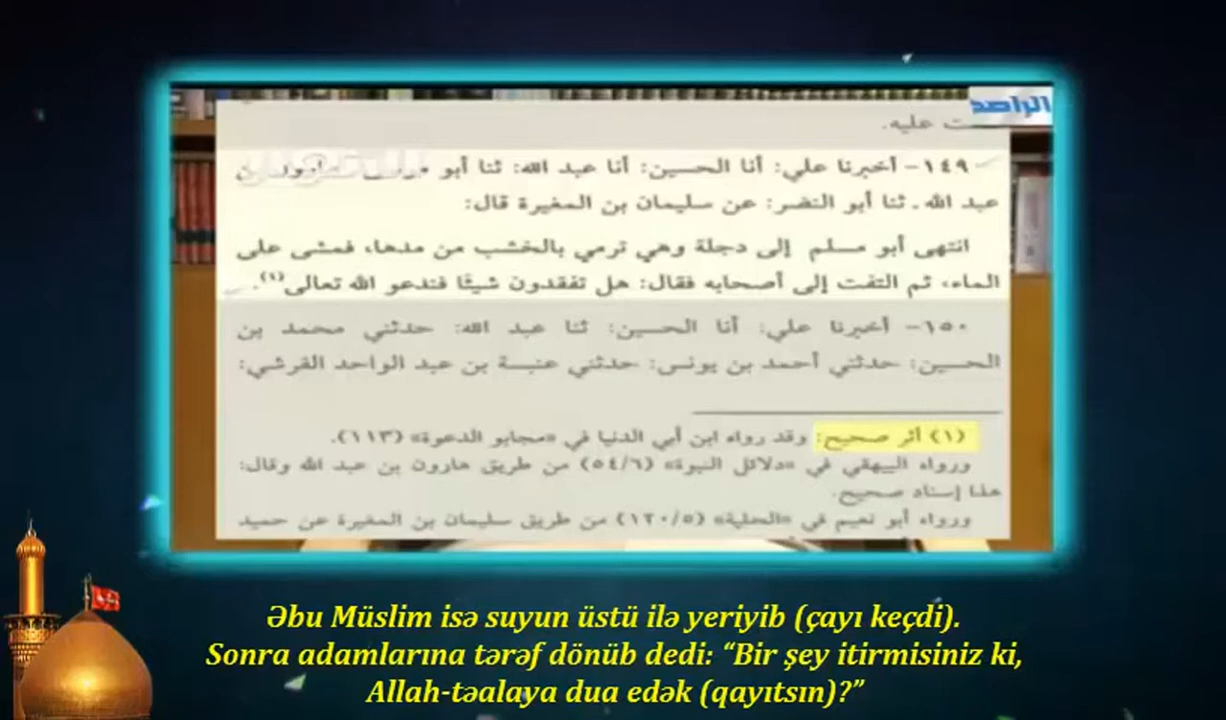 الراصد
ـت عليه.
١٤٩- أخبرنا علي: أنا الحسين: أنا عبد الله: ثنا أبو
عبد الله ـ ثنا أبو النضر: عن سليمان بن المغيرة قال:
انتهى أبو مسلم إلى دجلة وهي ترمي بالخشب من مدها، فمشى على
الماء، ثم التفت إلى أصحابه فقال: هل تفقدون شيئًا فندعو الله تعالى(١).
١٥٠- أخبرنا علي: أنا الحسين: ثنا عبد الله: حدثني محمد بن
الحسين: حدثني أحمد بن يونس: حدثني عنبسة بن عبد الواحد القرشي:
(١) أثر صحيح: وقد رواه ابن أبي الدنيا في «مجابو الدعوة» (١١٣).
ورواه البيهقي في «دلائل النبوة» (٥٤/٦) من طريق هارون بن عبد الله وقال:
هذا إسناد صحيح.
ورواه أبو نعيم في «الحلية» (١٢٠/٥) من طريق سليمان بن المغيرة عن حميد
Əbu Müslim isə suyun üstü ilə yeriyib (çayı keçdi).
Sonra adamlarına tərəf dönüb dedi: “Bir şey itirmisiniz ki,
Allah-təalaya dua edək (qayıtsın)?”